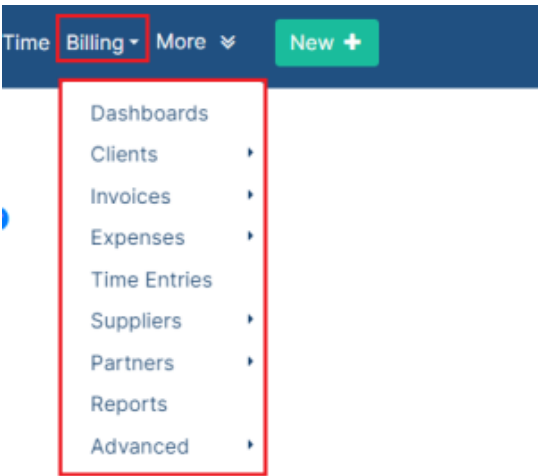 Time Billing More New +
Dashboards
Clients
Invoices
Expenses
Time Entries
Suppliers
Partners
Reports
Advanced